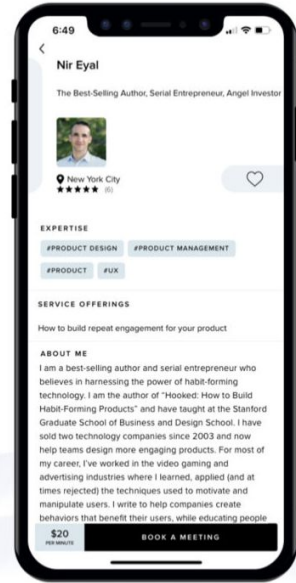 6:49
Nir Eyal
The Best-Selling Author, Serial Entrepreneur, Angel Investor
New York City
(6)
EXPERTISE
#PRODUCT DESIGN #PRODUCT MANAGEMENT
#PRODUCT #UX
SERVICE OFFERINGS
How to build repeat engagement for your product
ABOUT ME
I am a best-selling author and serial entrepreneur who
believes in harnessing the power of habit-forming
technology. I am the author of "Hooked: How to Build
Habit-Forming Products" and have taught at the Stanford
Graduate School of Business and Design School. I have
sold two technology companies since 2003 and now
help teams design more engaging products. For most of
my career, I've worked in the video gaming and
advertising industries where I learned, applied (and at
times rejected) the techniques used to motivate and
manipulate users. I write to help companies create
behaviors that benefit their users, while educating people
$20
PER MINUTE
BOOK A MEETING